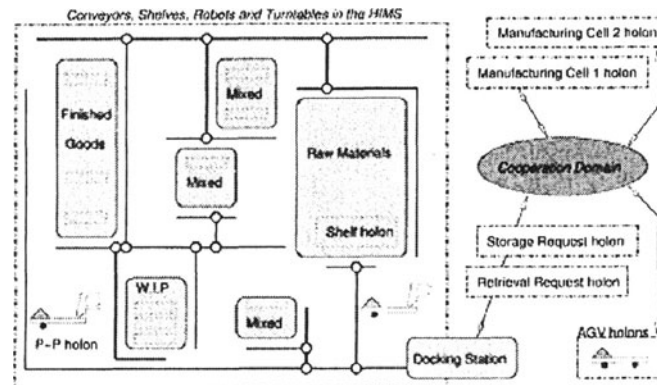 Conveyors, Shelves, Robots and Turntables in the HIMS
Manufacturing Cell 2 holon
Manufacturing Cell 1 holon
Finished
Goods
Mixed
Mixed
Raw Materials
Shelf holon
Cooperation Domain
Storage Request holon
Retrieval Request holon
W.I.P
P-P holon
Mixed
Docking Station
AGV holons